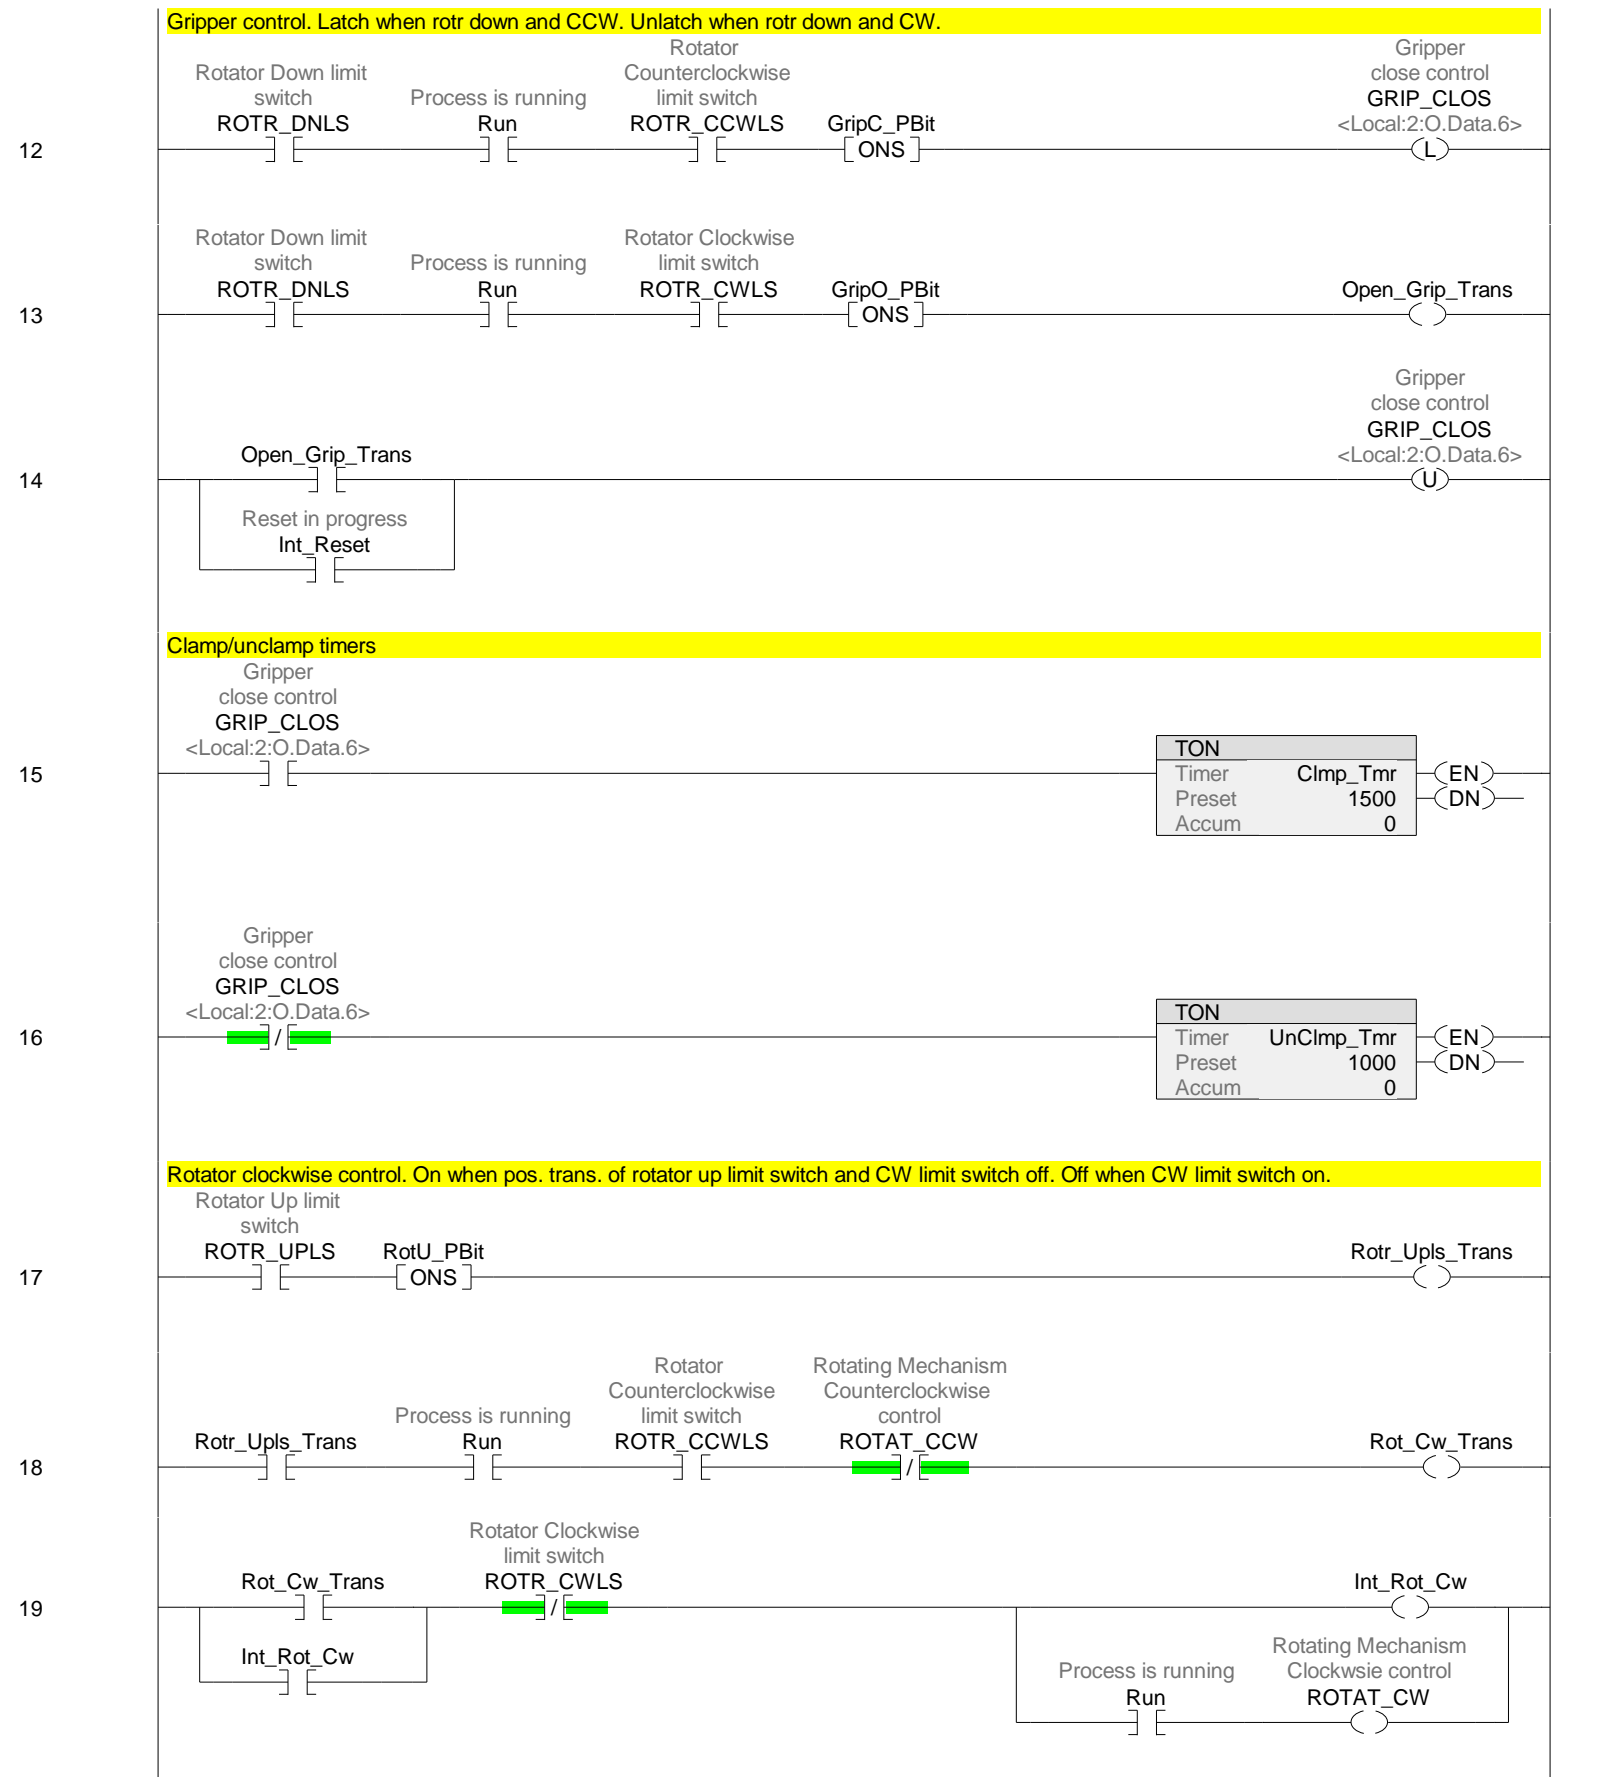 Gripper control. Latch when rotr down and CCW. Unlatch when rotr down and CW.
Rotator Down limit
switch
ROTR_DNLS
Process is running
Run
Rotator
Counterclockwise
limit switch
ROTR_CCWLS
GripC_PBit
ONS
Gripper
close control
GRIP_CLOS
<Local:2:O.Data.6>
L
12
Rotator Down limit
switch
ROTR_DNLS
Process is running
Run
Rotator Clockwise
limit switch
ROTR_CWLS
GripO_PBit
ONS
Open_Grip_Trans
13
Open_Grip_Trans
Gripper
close control
GRIP_CLOS
<Local:2:O.Data.6>
U
14
Reset in progress
Int_Reset
Clamp/unclamp timers
Gripper
close control
GRIP_CLOS
<Local:2:O.Data.6>
15
TON
Timer Clmp_Tmr
Preset 1500
Accum 0
EN
DN
Gripper
close control
GRIP_CLOS
<Local:2:O.Data.6>
/
16
TON
Timer UnClmp_Tmr
Preset 1000
Accum 0
EN
DN
Rotator clockwise control. On when pos. trans. of rotator up limit switch and CW limit switch off. Off when CW limit switch on.
Rotator Up limit
switch
ROTR_UPLS
RotU_PBit
ONS
Rotr_Upls_Trans
17
Rotr_Upls_Trans
Process is running
Run
Rotator
Counterclockwise
limit switch
ROTR_CCWLS
Rotating Mechanism
Counterclockwise
control
ROTAT_CCW
/
Rot_Cw_Trans
18
Rot_Cw_Trans
Rotator Clockwise
limit switch
ROTR_CWLS
/
Int_Rot_Cw
19
Int_Rot_Cw
Process is running
Run
Rotating Mechanism
Clockwsie control
ROTAT_CW